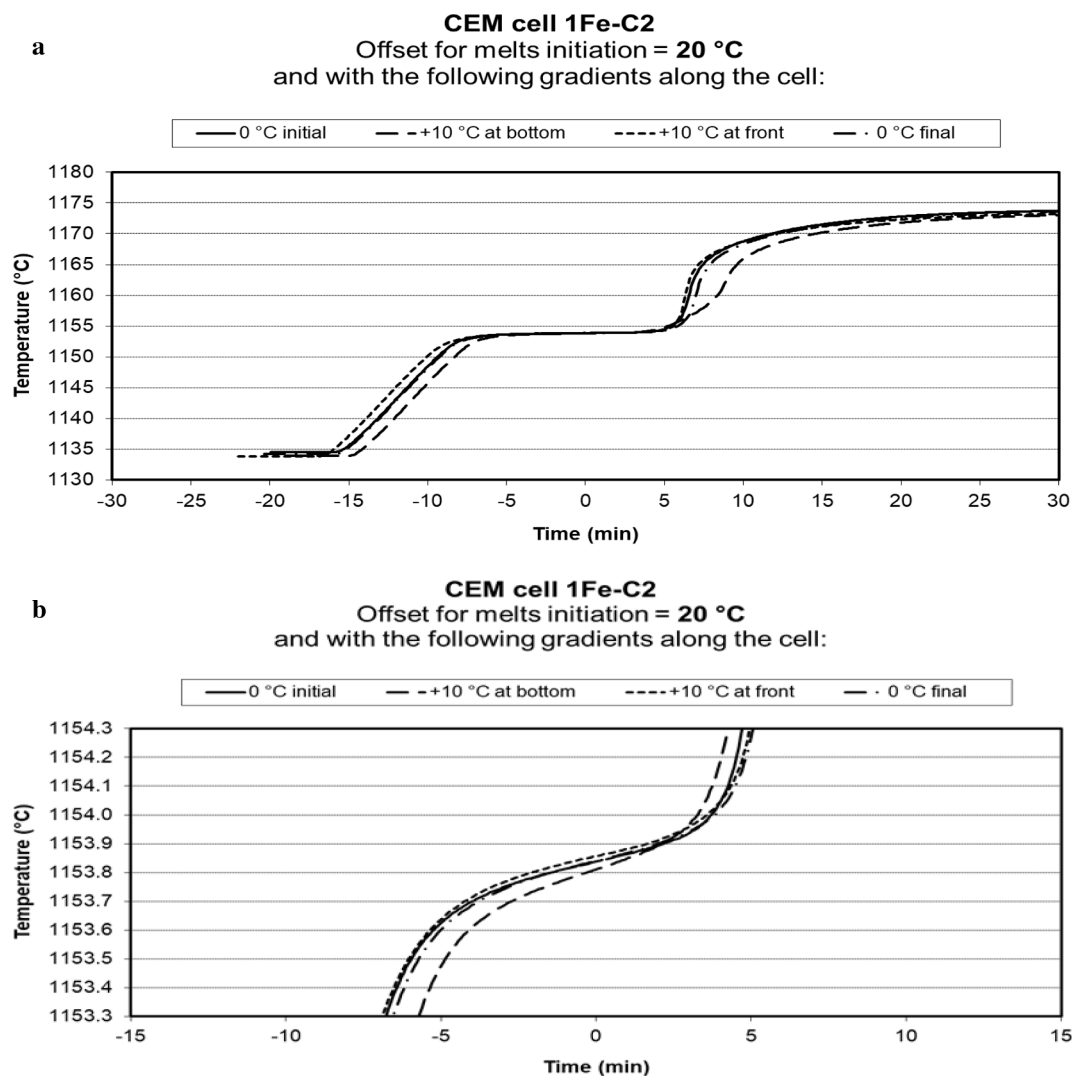 a
CEM cell 1Fe-C2
Offset for melts initiation = 20 °C
and with the following gradients along the cell:
0 °C initial +10 °C at bottom +10 °C at front 0 °C final
1180
1175
1170
1165
1160
1155
1150
1145
1140
1135
1130
Temperature (°C)
-30 -25 -20 -15 -10 -5 0 5 10 15 20 25 30
Time (min)
b
CEM cell 1Fe-C2
Offset for melts initiation = 20 °C
and with the following gradients along the cell:
0 °C initial +10 °C at bottom +10 °C at front 0 °C final
1154.3
1154.2
1154.1
1154.0
1153.9
1153.8
1153.7
1153.6
1153.5
1153.4
1153.3
Temperature (°C)
-15 -10 -5 0 5 10 15
Time (min)